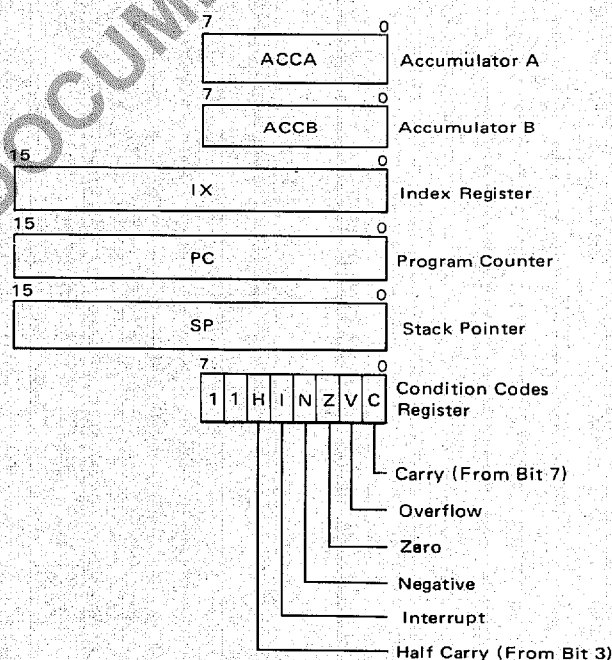 7 0
ACCA Accumulator A
7 0
ACCB Accumulator B
15 0
IX Index Register
15 0
PC Program Counter
15 0
SP Stack Pointer
7 0
1 1 H I N Z V C Condition Codes
Register
Carry (From Bit 7)
Overflow
Zero
Negative
Interrupt
Half Carry (From Bit 3)